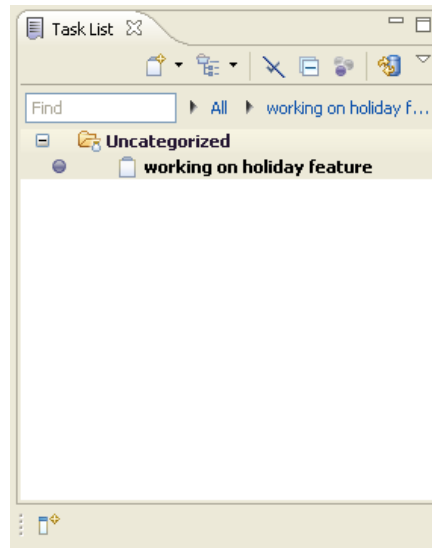 Task List
Find All working on holiday f...
Uncategorized
working on holiday feature